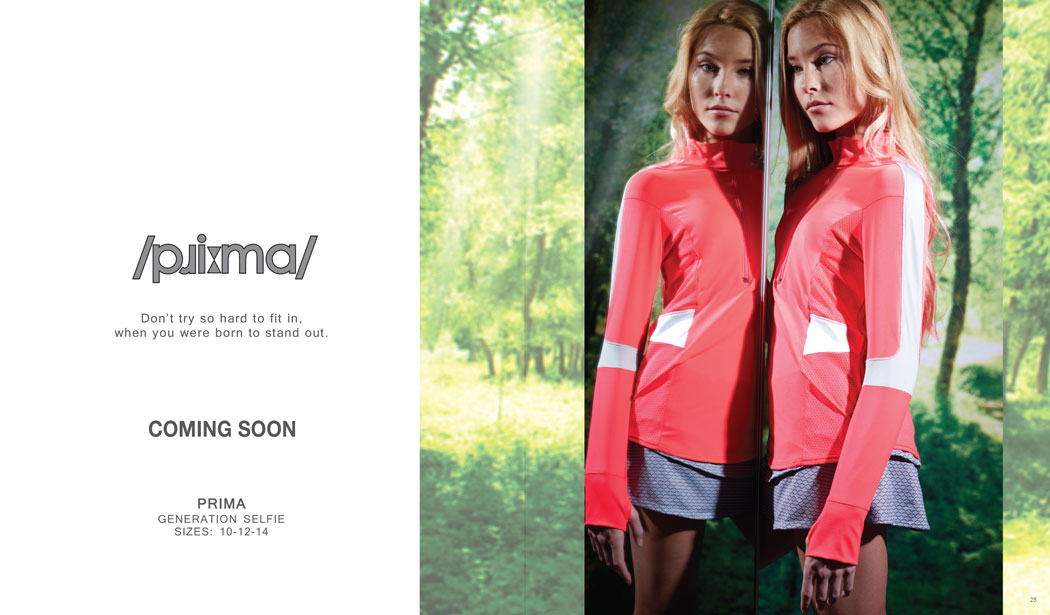 /prixma/
Don't try so hard to fit in,
when you were born to stand out.
COMING SOON
PRIMA
GENERATION SELFIE
SIZES: 10-12-14
28